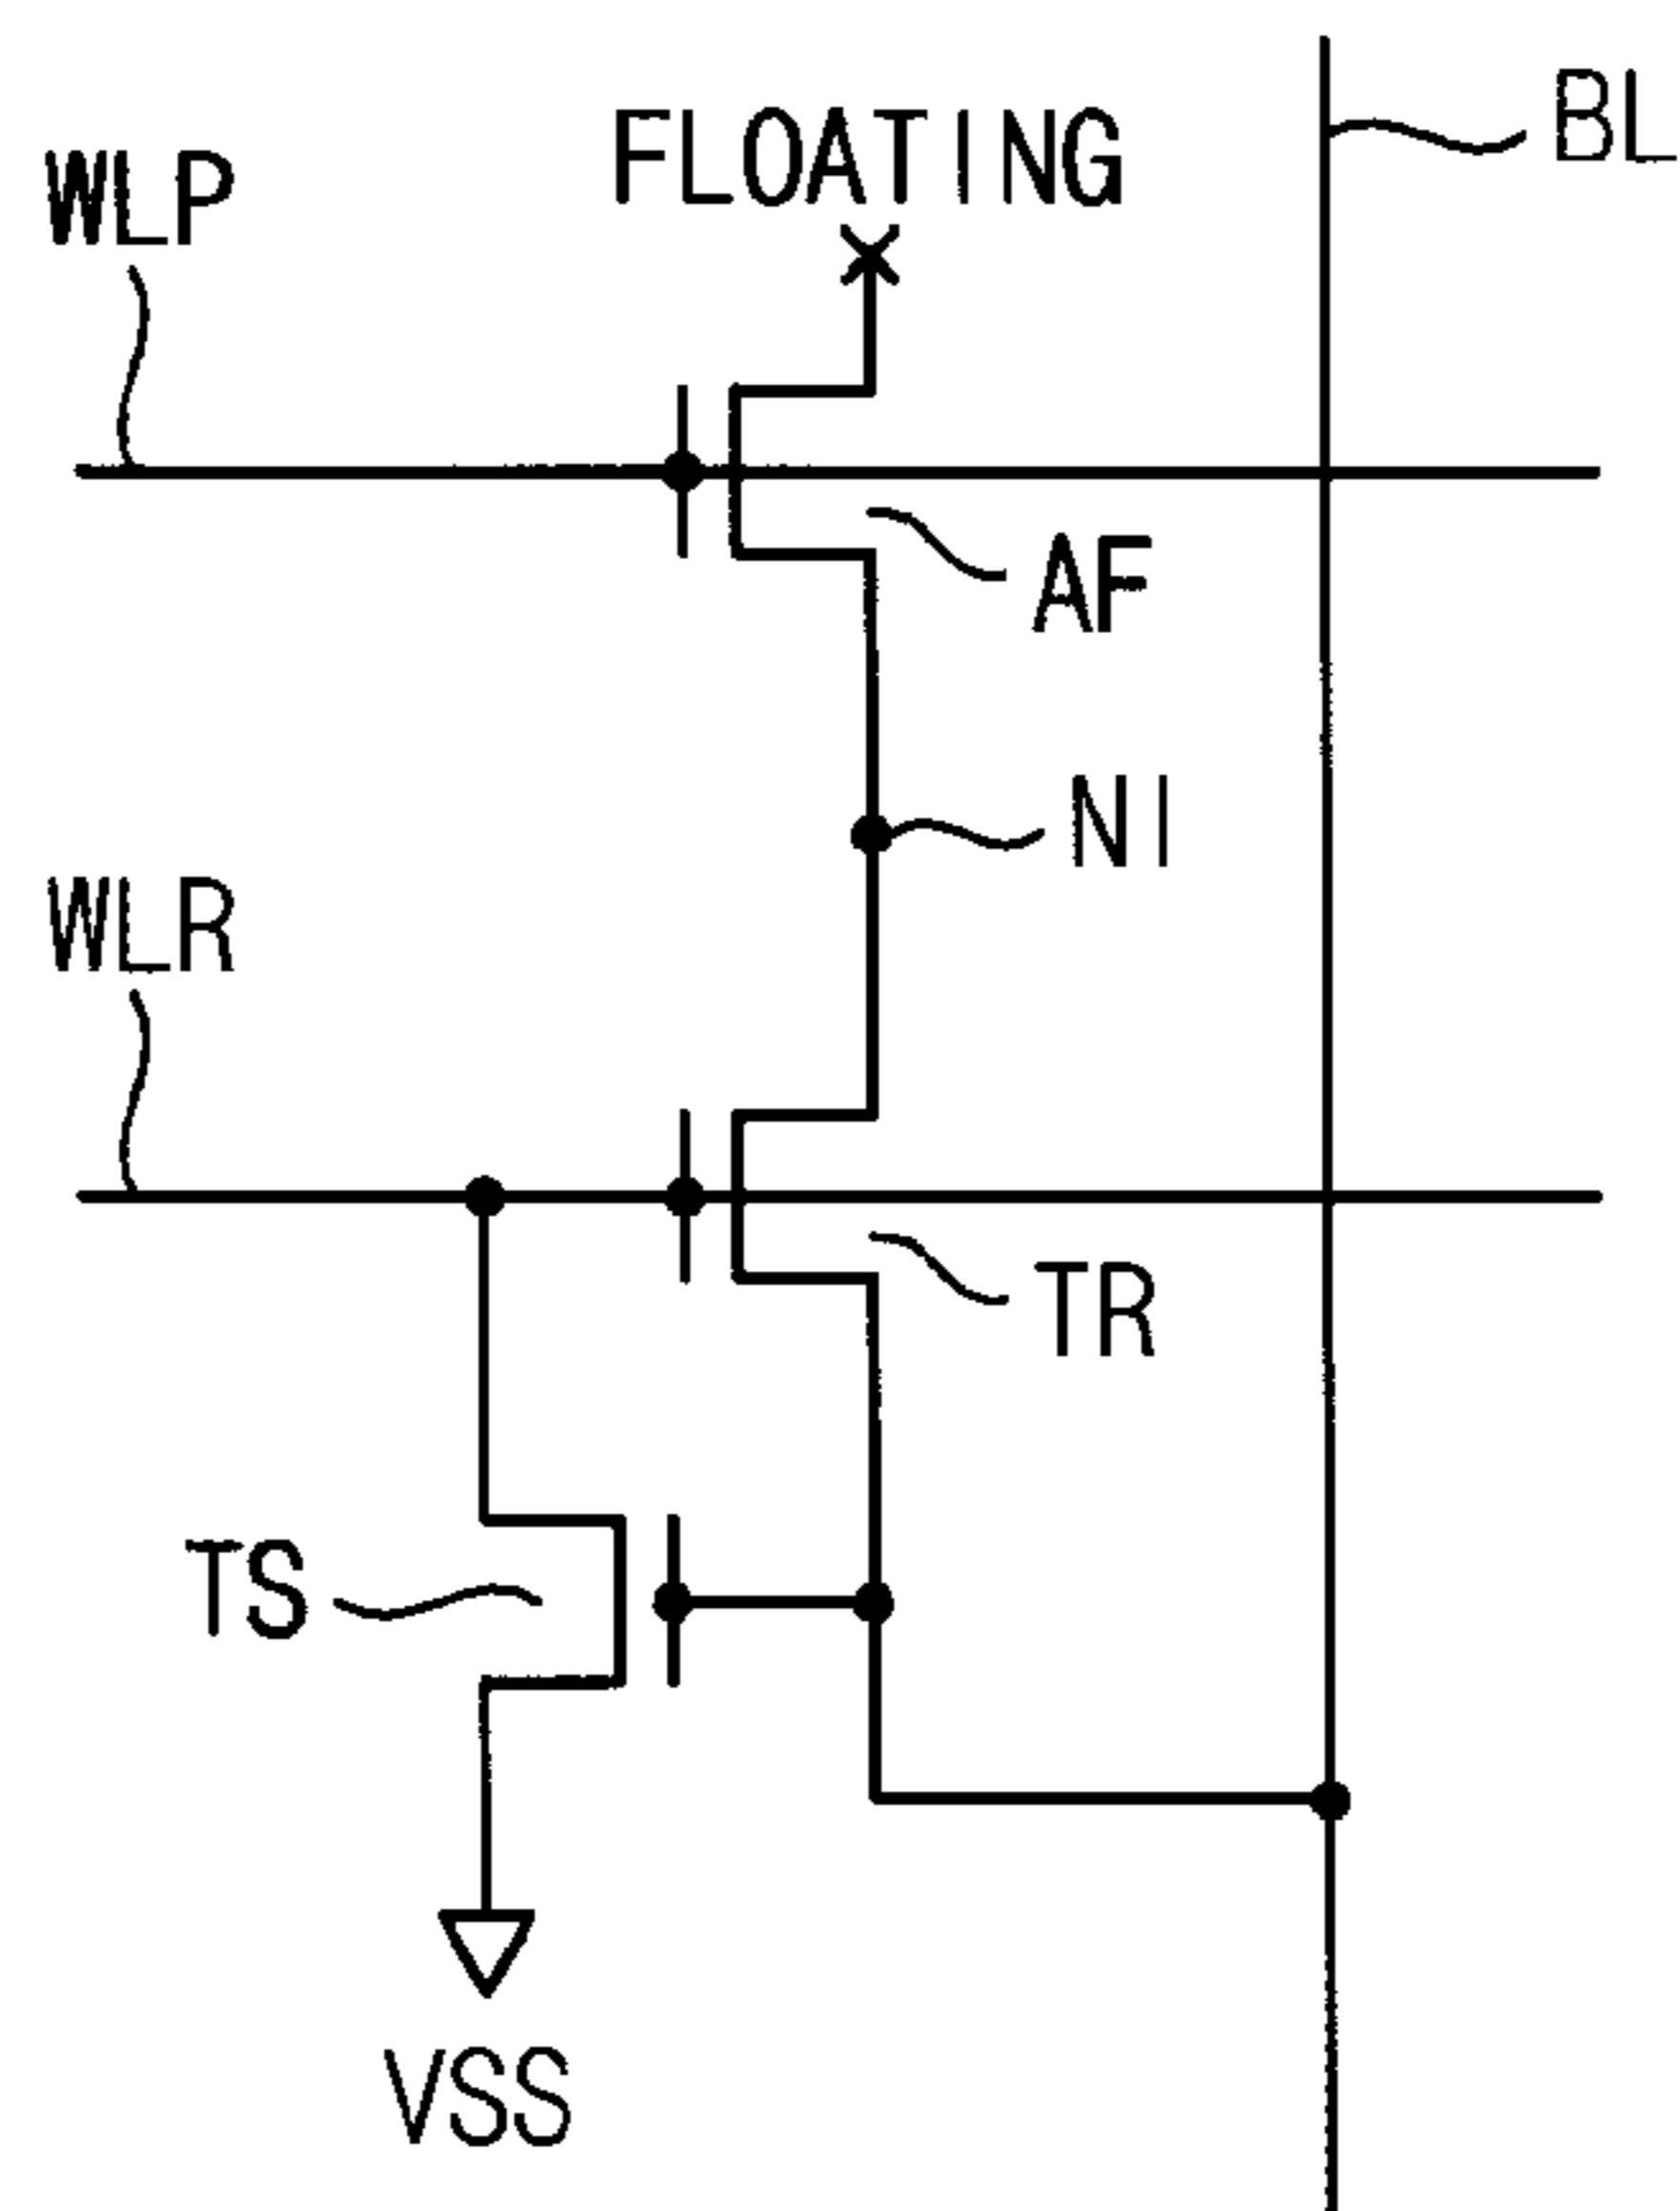 BL
FLOATING
WLP
AF
NI
WLR
TR
TS
VSS